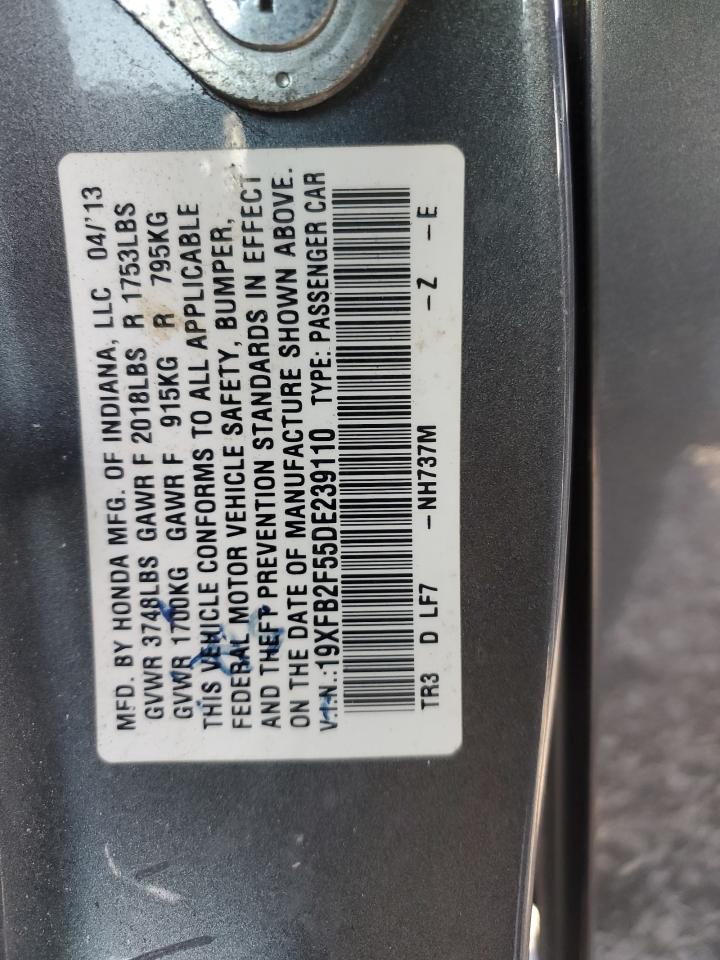 MFD. BY HONDA MFG. OF INDIANA, LLC 04/'13
GVWR 3748LBS GAWR F 2018LBS R 1753LBS
GVWR 1700KG GAWR F 915KG R 795KG
THIS VEHICLE CONFORMS TO ALL APPLICABLE
FEDERAL MOTOR VEHICLE SAFETY, BUMPER,
AND THEFT PREVENTION STANDARDS IN EFFECT
ON THE DATE OF MANUFACTURE SHOWN ABOVE.
V.I.N.:19XFB2F55DE239110 TYPE: PASSENGER CAR
TR3 D LF7 -NH737M -Z -E